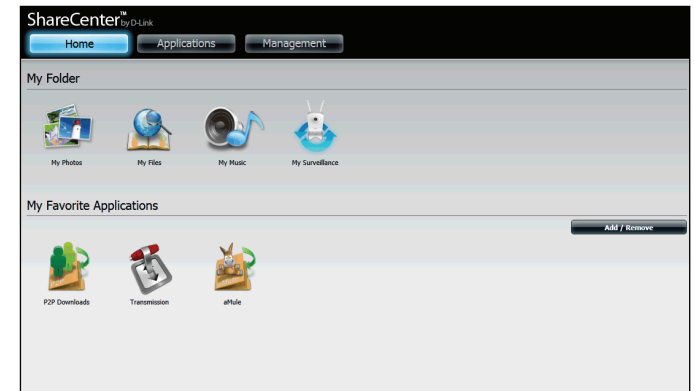 ShareCenter™ by D-Link
Home Applications Management
My Folder
My Photos My Files My Music My Surveillance
My Favorite Applications
Add / Remove
P2P Downloads Transmission aMule